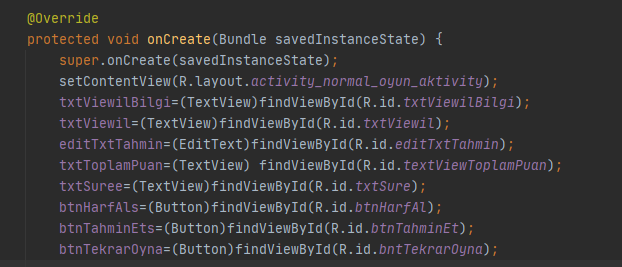 @Override
protected void onCreate(Bundle savedInstanceState) {
super.onCreate(savedInstanceState);
setContentView(R.layout.activity_normal_oyun_aktivity);
txtViewilBilgi=(TextView)findViewById(R.id.txtViewilBilgi);
txtViewil=(TextView)findViewById(R.id.txtViewil);
editTxtTahmin=(EditText)findViewById(R.id.editTxtTahmin);
txtToplamPuan=(TextView) findViewById(R.id.textViewToplamPuan);
txtSuree=(TextView)findViewById(R.id.txtSure);
btnHarfAls=(Button)findViewById(R.id.btnHarfAl);
btnTahminEts=(Button)findViewById(R.id.btnTahminEt);
btnTekrarOyna=(Button)findViewById(R.id.bntTekrarOyna);